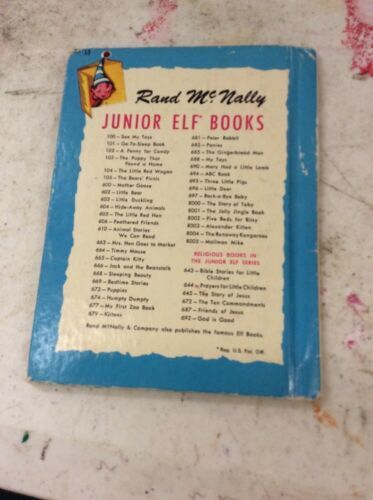 Rand McNally
JUNIOR ELF BOOKS
100 - See My Toys
101 - Go-To-Sleep Book
102 - A Penny for Candy
103 - The Puppy That
Found a Home
104 - The Little Red Wagon
105 - The Bears' Picnic
600 - Mother Goose
602 - Little Bear
603 - Little Duckling
604 - Hide-Away Animals
605 - The Little Red Hen
606 - Feathered Friends
610 - Animal Stories
We Can Read
663 - Mrs. Hen Goes to Market
664 - Timmy Mouse
665 - Captain Kitty
666 - Jack and the Beanstalk
668 - Sleeping Beauty
669 - Bedtime Stories
673 - Puppies
674 - Humpty Dumpty
677 - My First Zoo Book
679 - Kittens
681 - Peter Rabbit
683 - Ponies
685 - The Gingerbread Man
688 - My Toys
690 - Mary Had a Little Lamb
694 - ABC Book
695 - Three Little Pigs
696 - Little Deer
697 - Rock-a-Bye Baby
8000 - The Story of Toby
8001 - The Jolly Jingle Book
8002 - Five Beds for Bitsy
8003 - Alexander Kitten
8004 - The Runaway Kangaroo
8005 - Mailman Mike
RELIGIOUS BOOKS IN
THE JUNIOR ELF SERIES
643 - Bible Stories for Little
Children
644 - Prayers for Little Children
645 - The Story of Jesus
672 - The Ten Commandments
687 - Friends of Jesus
692 - God is Good
Rand McNally & Company also publishes the famous Elf Books.
*Reg. U.S. Pat. Off.